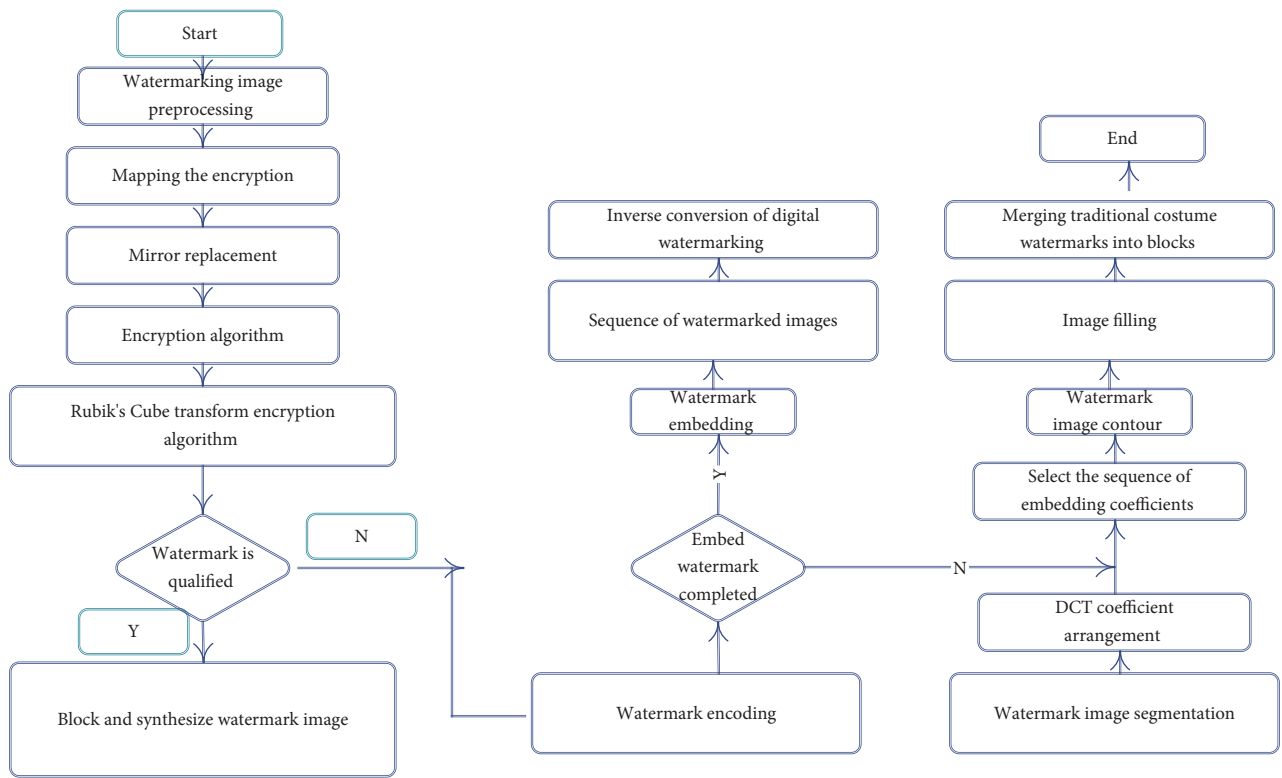 Start
Watermarking image
preprocessing
Mapping the encryption
Mirror replacement
Encryption algorithm
Rubik's Cube transform encryption
algorithm
Watermark is
qualified
N
Y
Block and synthesize watermark image
Inverse conversion of digital
watermarking
Sequence of watermarked images
Watermark
embedding
Y
Embed
watermark
completed
N
Watermark encoding
End
Merging traditional costume
watermarks into blocks
Image filling
Watermark
image contour
Select the sequence of
embedding coefficients
DCT coefficient
arrangement
Watermark image segmentation